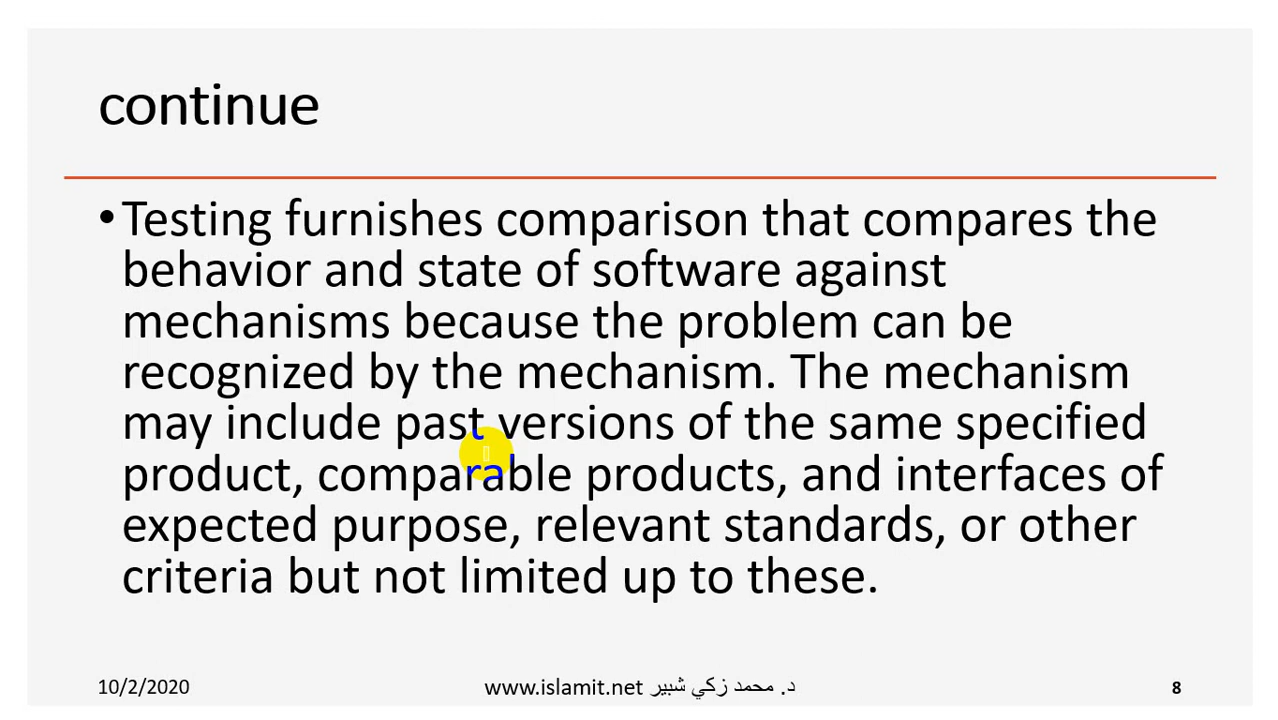 continue
•Testing furnishes comparison that compares the
behavior and state of software against
mechanisms because the problem can be
recognized by the mechanism. The mechanism
may include past versions of the same specified
product, comparable products, and interfaces of
expected purpose, relevant standards, or other
criteria but not limited up to these.
10/2/2020
www.islamit.net د. محمد زكي شبير
8